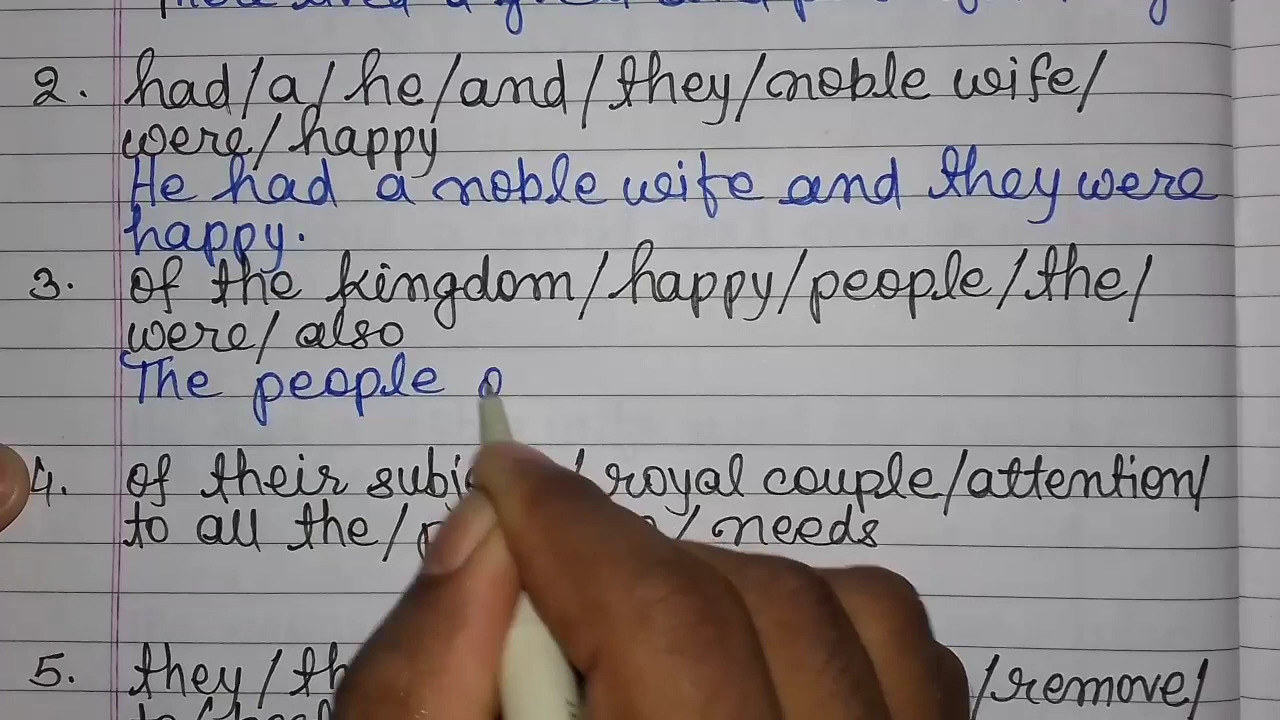 2. had/a/he/and/they/noble wife/
were/happy
He had a noble wife and they were
happy.
3. of the kingdom/happy/people/the/
were/also
The people o
4. of their royal couple/attention/
to all the/ /needs
5. they/ /remove/